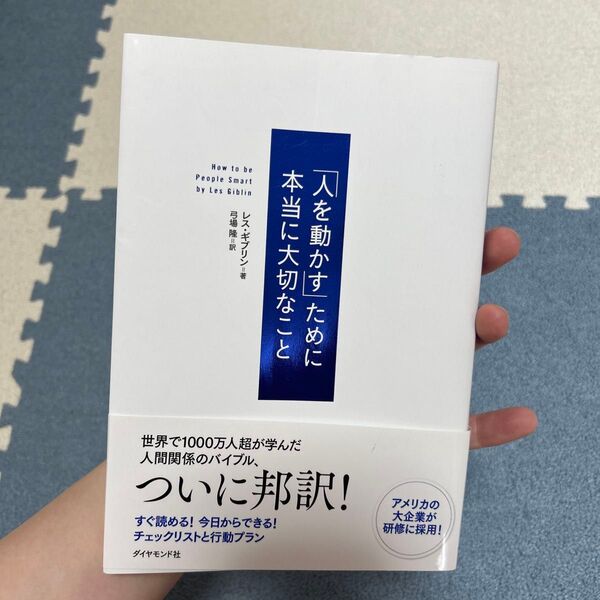 How to be
People Smart
by Les Giblin
「人を動かす」ために
本当に大切なこと
レス・ギブリン=著
弓場 隆=訳
世界で1000万人超が学んだ
人間関係のバイブル、
ついに邦訳!
すぐ読める! 今日からできる!
チェックリストと行動プラン
ダイヤモンド社
アメリカの
大企業が
研修に採用!